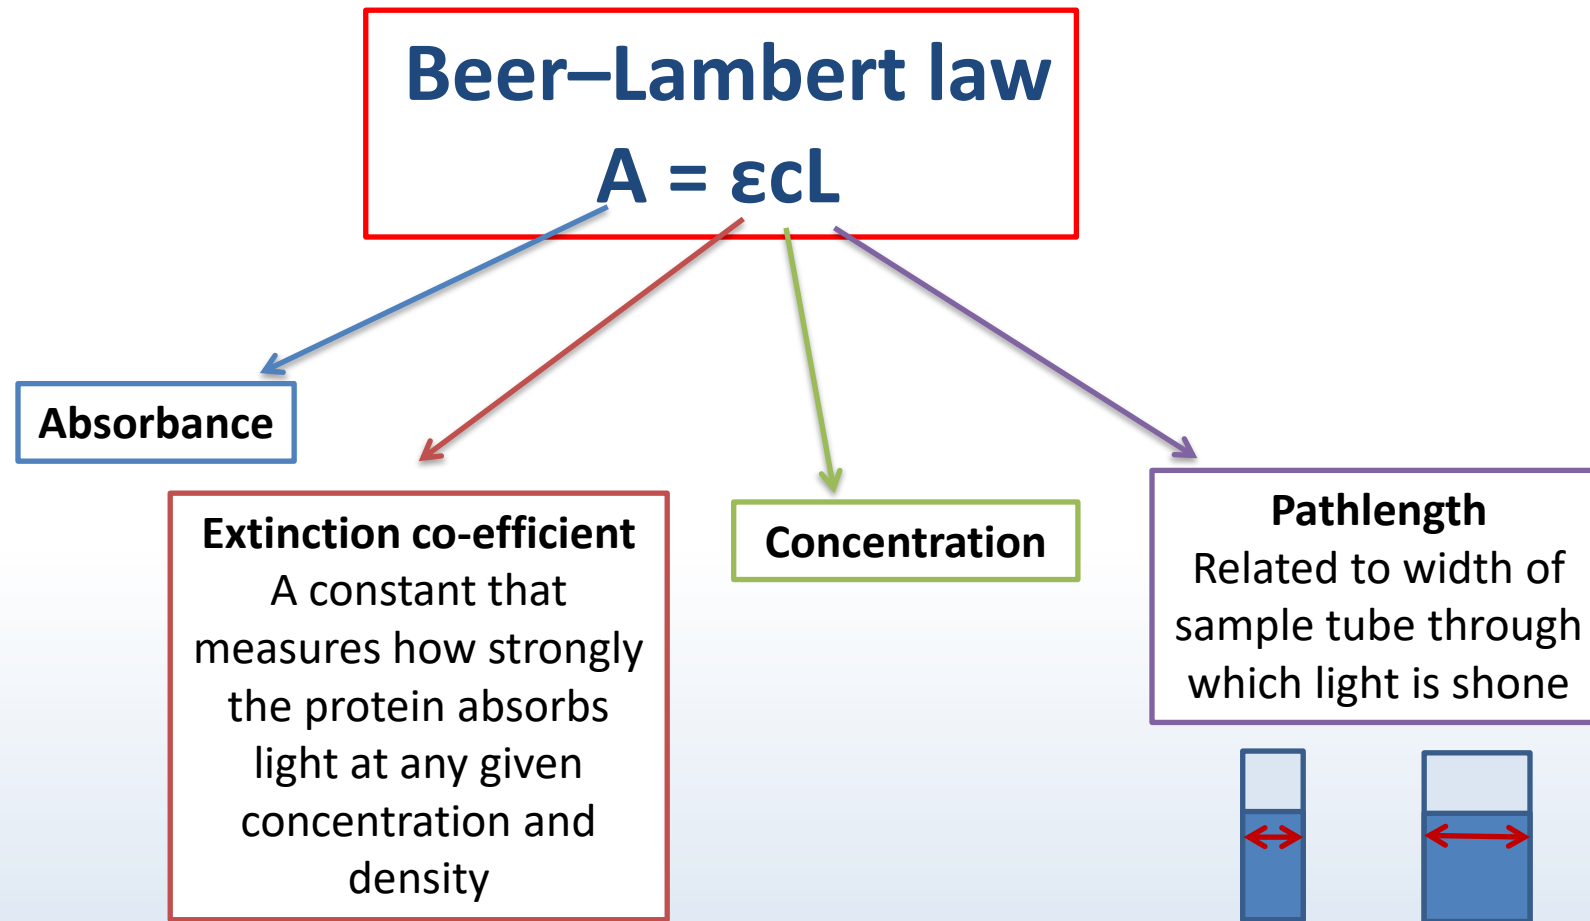 Beer–Lambert law
A = εcL
Absorbance
Extinction co-efficient
A constant that
measures how strongly
the protein absorbs
light at any given
concentration and
density
Concentration
Pathlength
Related to width of
sample tube through
which light is shone